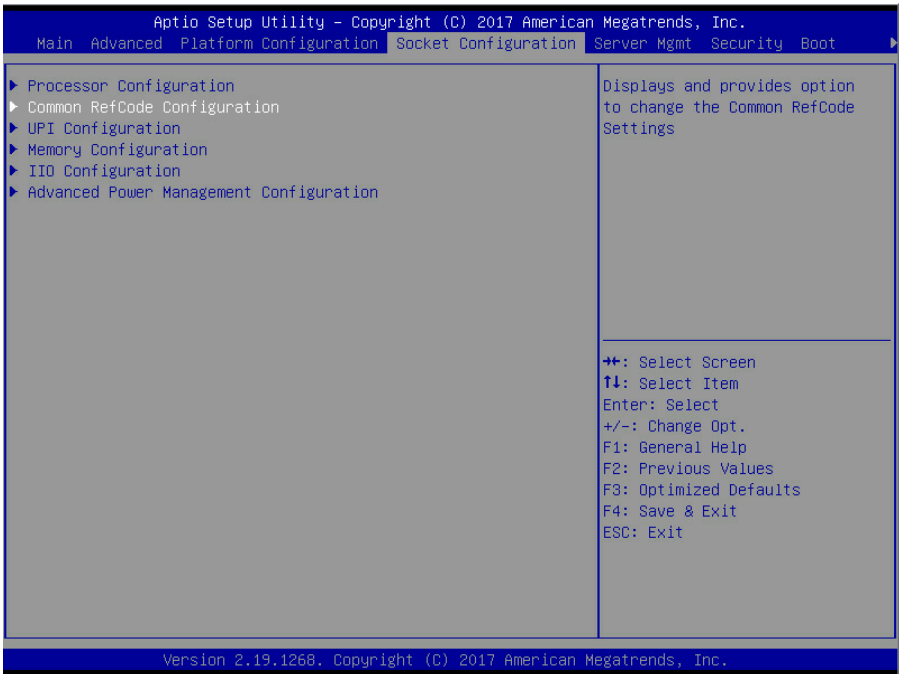 Aptio Setup Utility – Copyright (C) 2017 American Megatrends, Inc.
Main Advanced Platform Configuration Socket Configuration Server Mgmt Security Boot
Processor Configuration
Common RefCode Configuration
UPI Configuration
Memory Configuration
IIO Configuration
Advanced Power Management Configuration
Displays and provides option
to change the Common RefCode
Settings
→←: Select Screen
↑↓: Select Item
Enter: Select
+/-: Change Opt.
F1: General Help
F2: Previous Values
F3: Optimized Defaults
F4: Save & Exit
ESC: Exit
Version 2.19.1268. Copyright (C) 2017 American Megatrends, Inc.